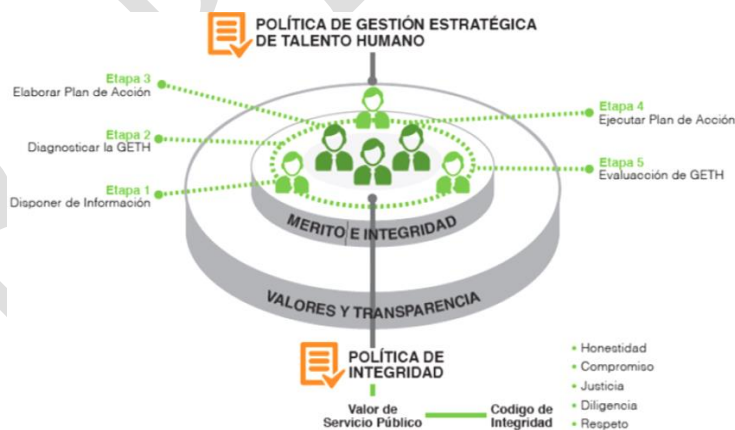 POLÍTICA DE GESTIÓN ESTRATÉGICA
DE TALENTO HUMANO
Etapa 3
Elaborar Plan de Acción
Etapa 2
Diagnosticar la GETH
Etapa 1
Disponer de Información
Etapa 4
Ejecutar Plan de Acción
Etapa 5
Evaluacción de GETH
MERITO E INTEGRIDAD
VALORES Y TRANSPARENCIA
POLÍTICA DE
INTEGRIDAD
Valor de
Servicio Público
Codigo de
Integridad
• Honestidad
• Compromiso
• Justicia
• Diligencia
• Respeto